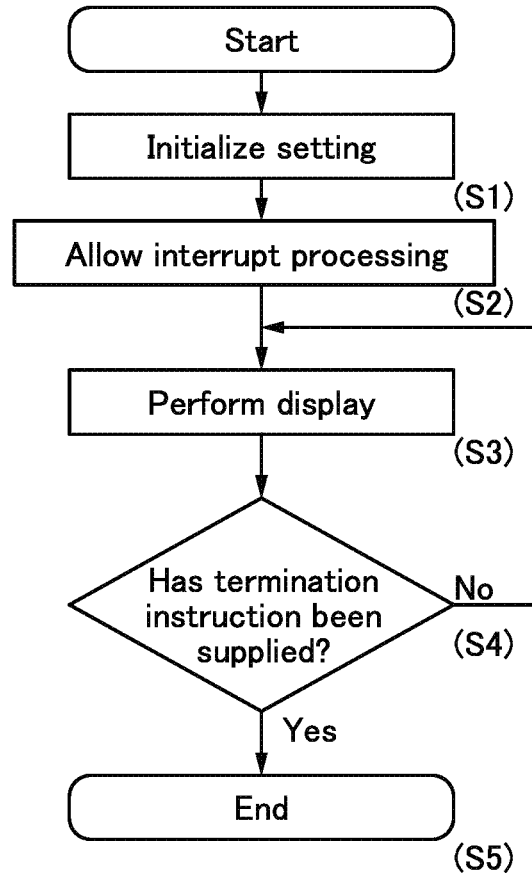 Start
Initialize setting
(S1)
Allow interrupt processing
(S2)
Perform display
(S3)
Has termination
instruction been
supplied?
No
(S4)
Yes
End
(S5)